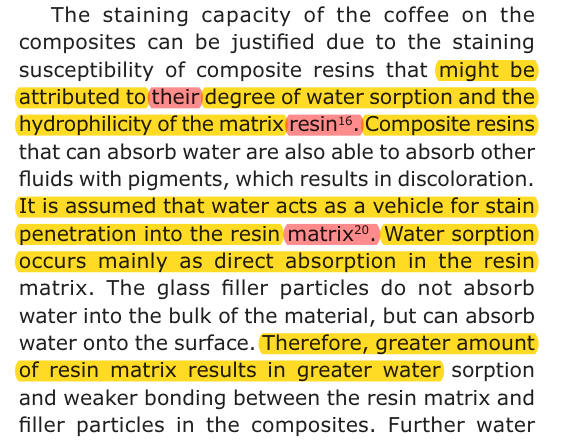 The staining capacity of the coffee on the
composites can be justified due to the staining
susceptibility of composite resins that might be
attributed to their degree of water sorption and the
hydrophilicity of the matrix resin¹⁶. Composite resins
that can absorb water are also able to absorb other
fluids with pigments, which results in discoloration.
It is assumed that water acts as a vehicle for stain
penetration into the resin matrix²⁰. Water sorption
occurs mainly as direct absorption in the resin
matrix. The glass filler particles do not absorb
water into the bulk of the material, but can absorb
water onto the surface. Therefore, greater amount
of resin matrix results in greater water sorption
and weaker bonding between the resin matrix and
filler particles in the composites. Further water